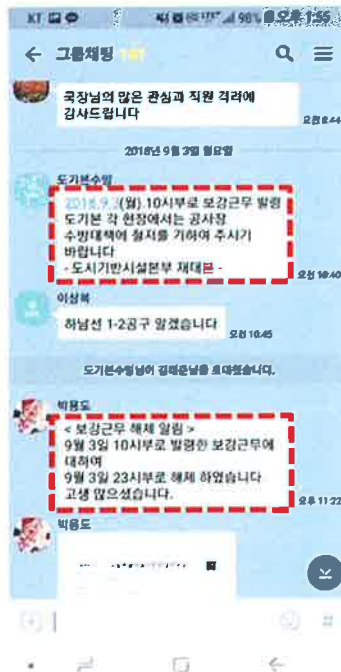 KT 98% 오후 1:55
← 그룹채팅
국장님의 많은 관심과 직원 격려에
감사드립니다
오전 8:44
2018년 9월 3일 월요일
도기본수방
2018.9.3(월).10시부로 보강근무 발령
도기본 각 현장에서는 공사장
수방대책에 철저를 기하여 주시기
바랍니다
- 도시기반시설본부 재대본 -
오전 10:40
이상복
하남선 1-2공구 알겠습니다
오전 10:45
도기본수방님이 김태준님을 초대했습니다.
박용도
< 보강근무 해제 알림 >
9월 3일 10시부로 발령한 보강근무에
대하여
9월 3일 23시부로 해제 하였습니다
고생 많으셨습니다.
오후 11:22
박용도
#